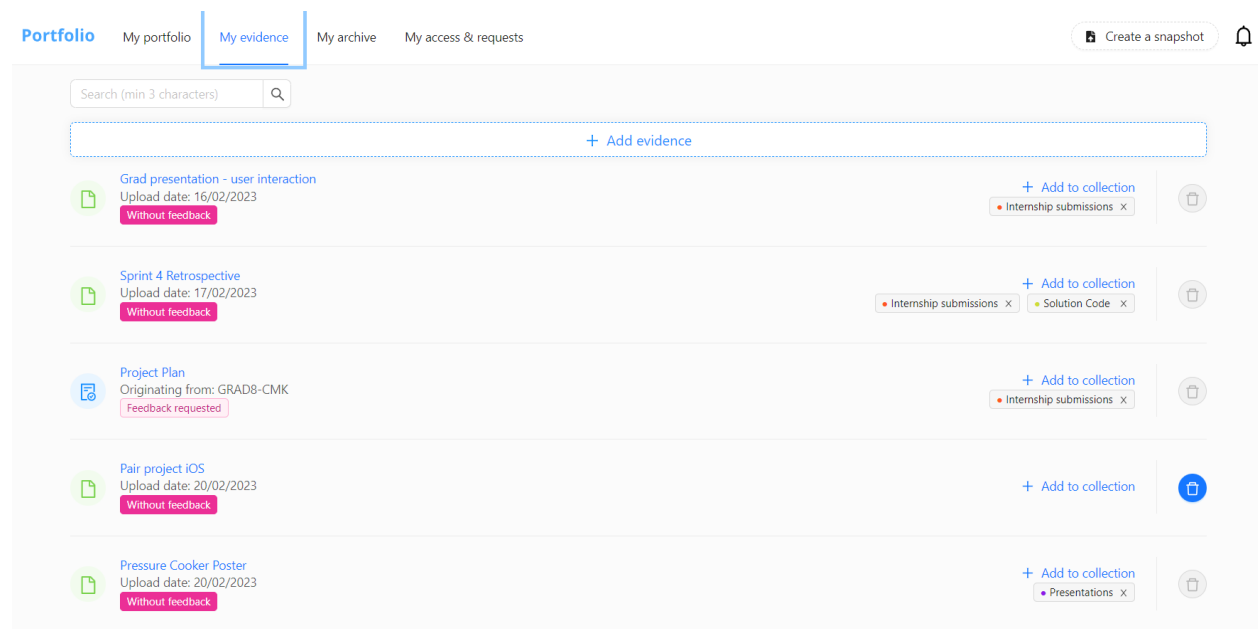 Portfolio My portfolio My evidence My archive My access & requests Create a snapshot
Search (min 3 characters)
+ Add evidence
Grad presentation - user interaction
Upload date: 16/02/2023
Without feedback
+ Add to collection
Internship submissions X
Sprint 4 Retrospective
Upload date: 17/02/2023
Without feedback
+ Add to collection
Internship submissions X Solution Code X
Project Plan
Originating from: GRAD8-CMK
Feedback requested
+ Add to collection
Internship submissions X
Pair project iOS
Upload date: 20/02/2023
Without feedback
+ Add to collection
Pressure Cooker Poster
Upload date: 20/02/2023
Without feedback
+ Add to collection
Presentations X